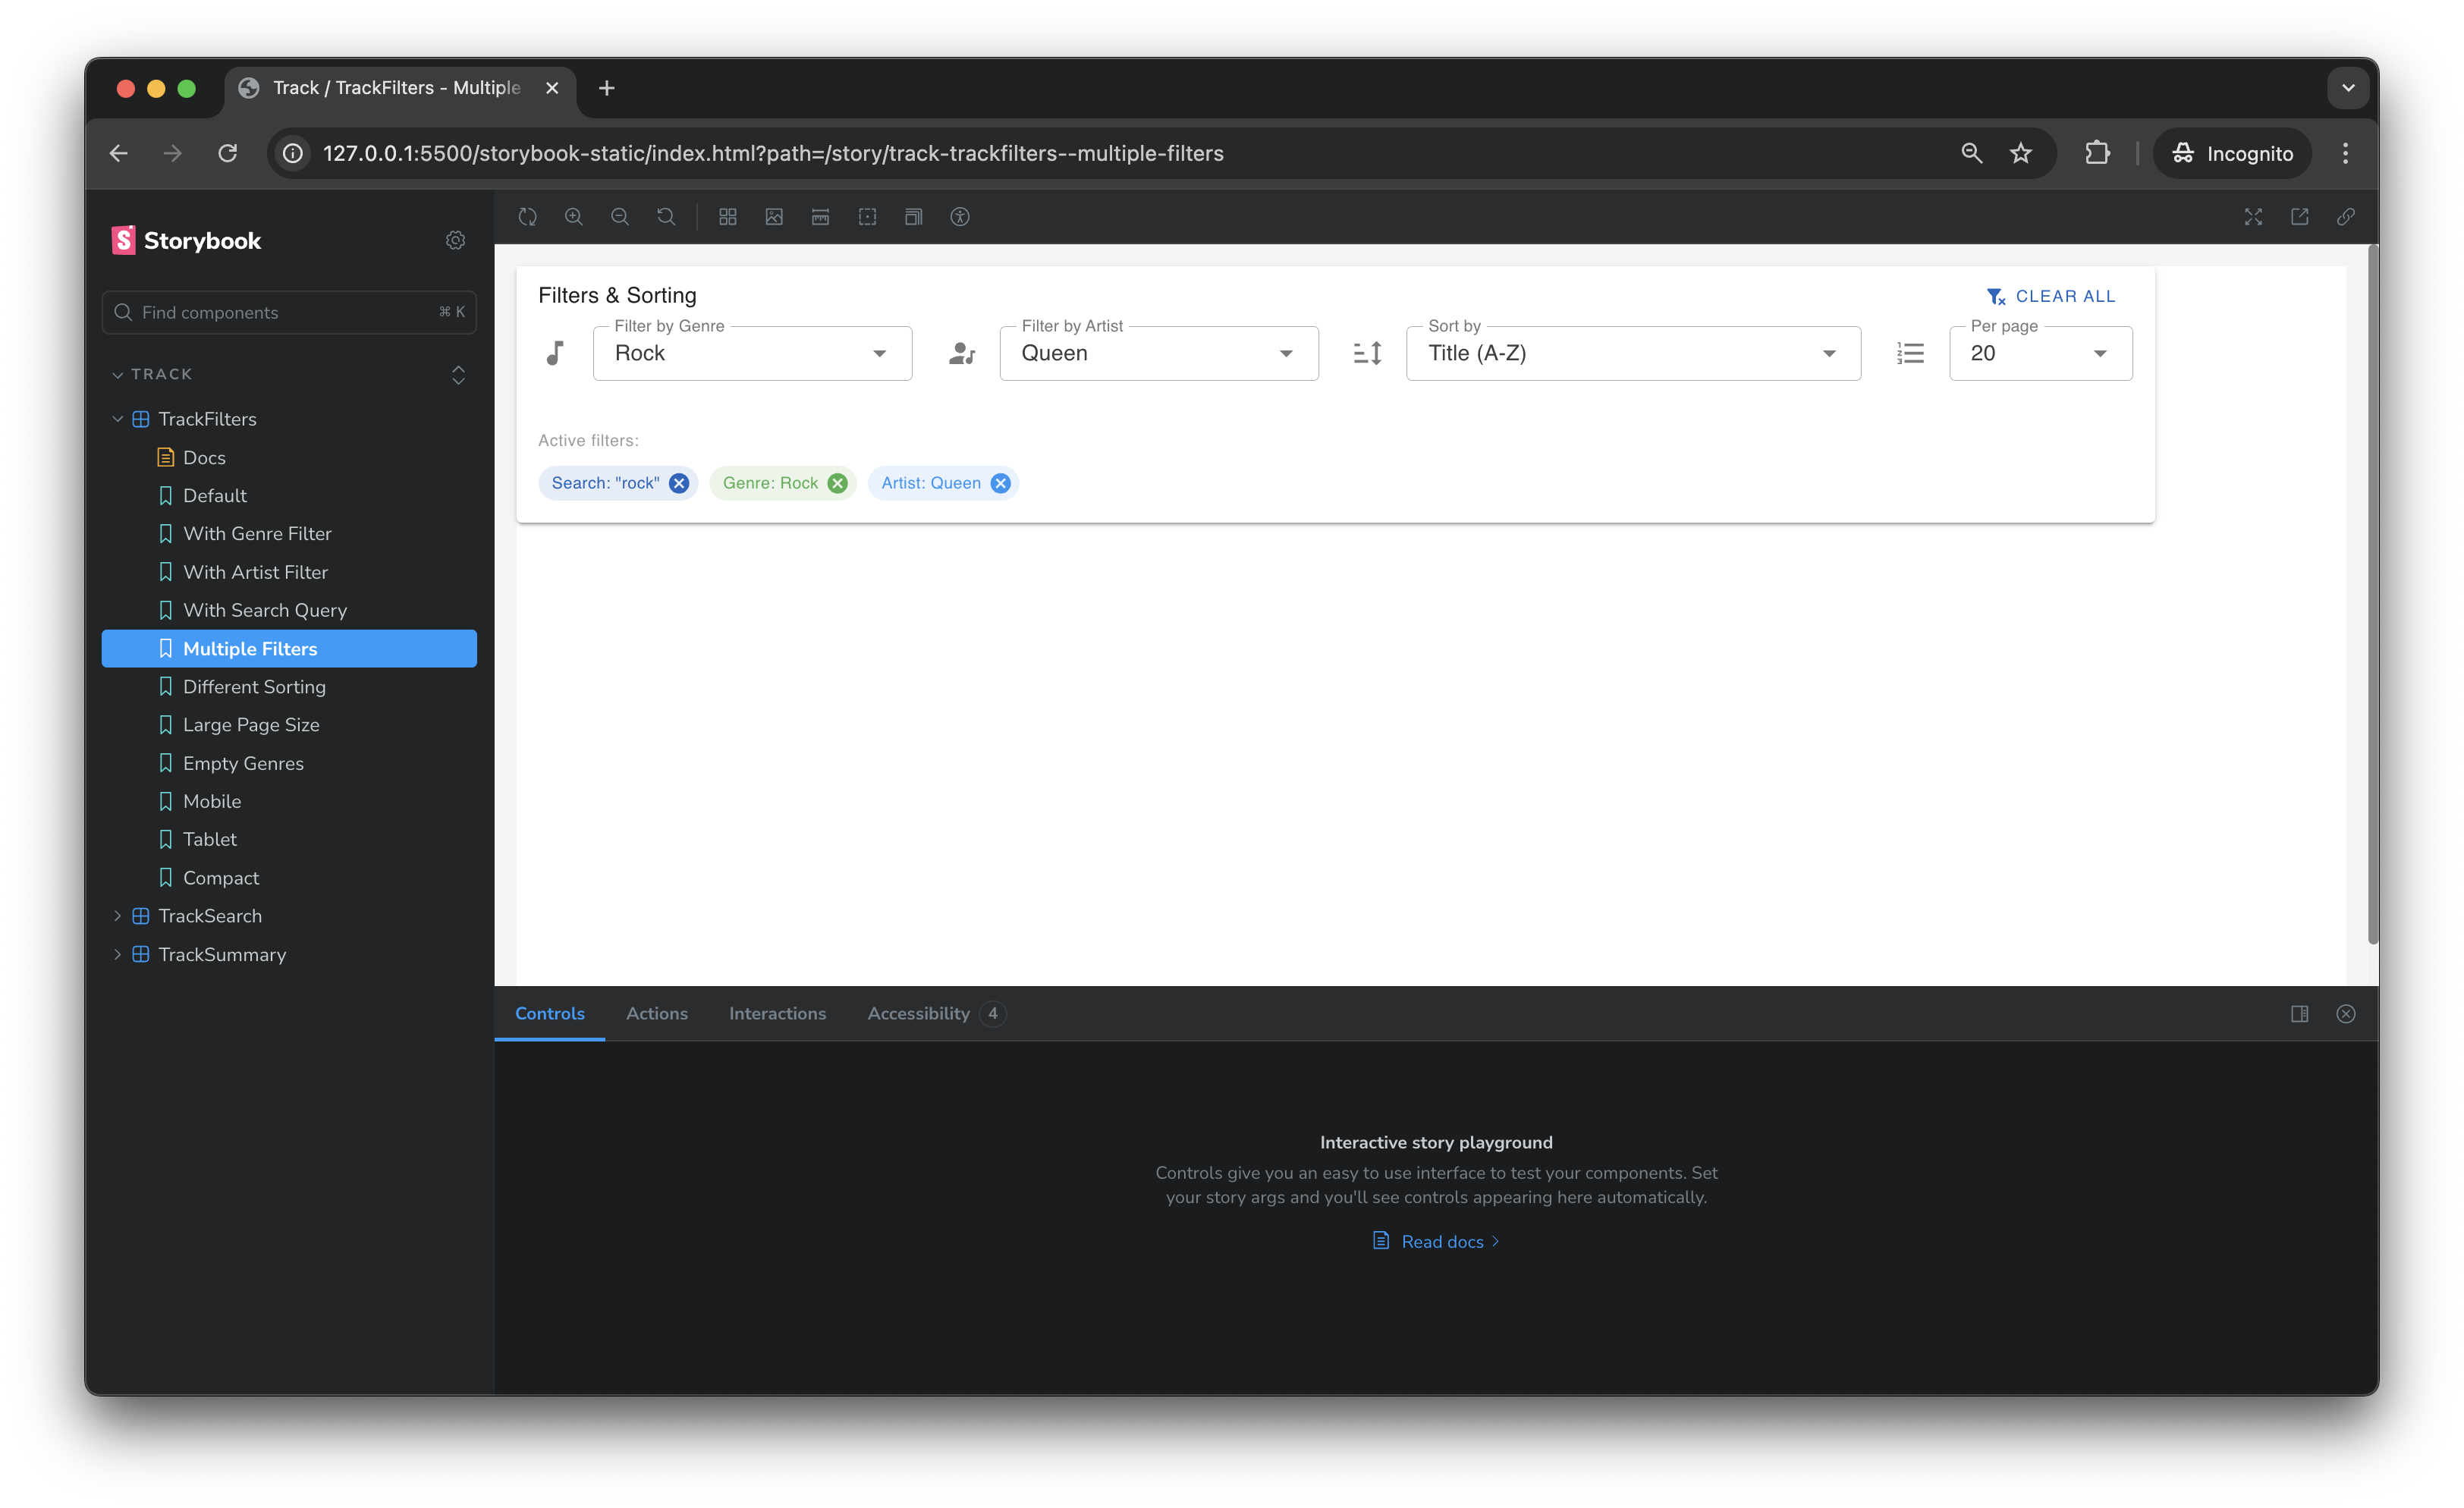 Track / TrackFilters - Multiple
127.0.0.1:5500/storybook-static/index.html?path=/story/track-trackfilters--multiple-filters
Incognito
Storybook
Find components
⌘ K
TRACK
TrackFilters
Docs
Default
With Genre Filter
With Artist Filter
With Search Query
Multiple Filters
Different Sorting
Large Page Size
Empty Genres
Mobile
Tablet
Compact
TrackSearch
TrackSummary
Filters & Sorting
CLEAR ALL
Filter by Genre
Rock
Filter by Artist
Queen
Sort by
Title (A-Z)
Per page
20
Active filters:
Search: "rock"
Genre: Rock
Artist: Queen
Controls
Actions
Interactions
Accessibility 4
Interactive story playground
Controls give you an easy to use interface to test your components. Set
your story args and you'll see controls appearing here automatically.
Read docs